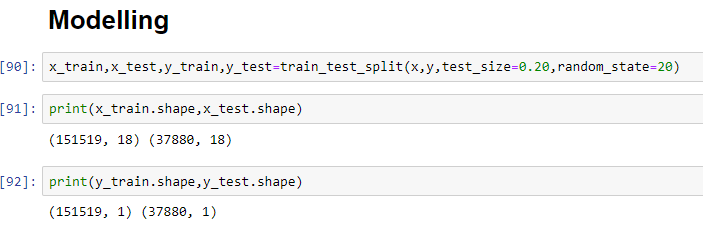 Modelling
[90]: x_train,x_test,y_train,y_test=train_test_split(x,y,test_size=0.20,random_state=20)
[91]: print(x_train.shape,x_test.shape)
(151519, 18) (37880, 18)
[92]: print(y_train.shape,y_test.shape)
(151519, 1) (37880, 1)